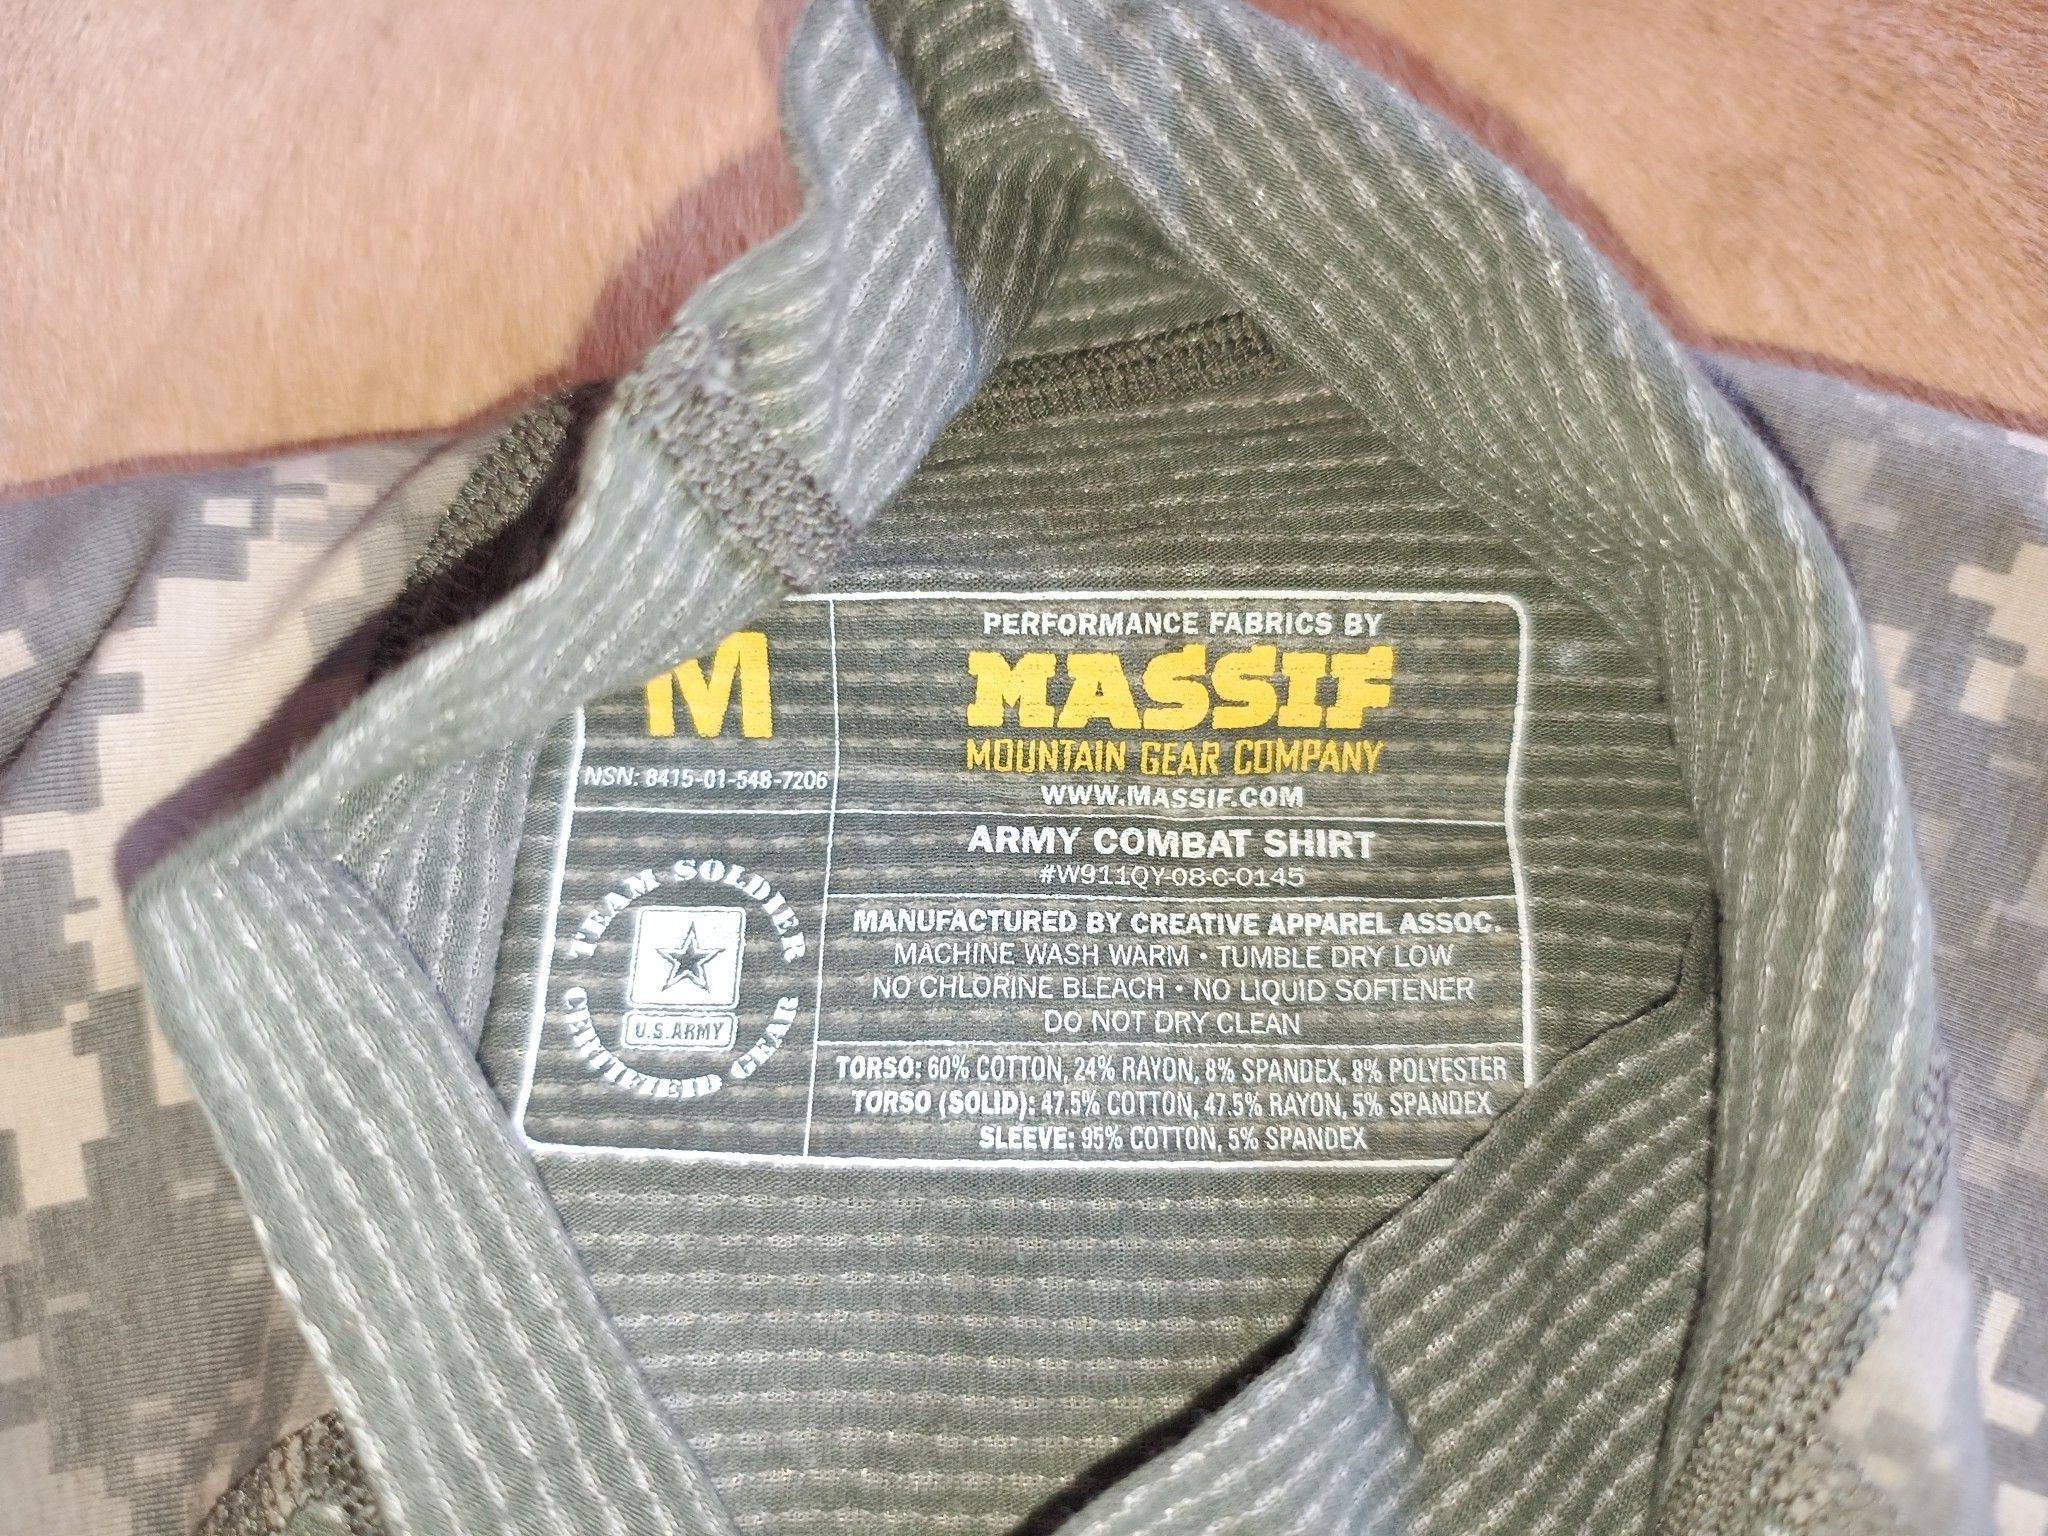 M
NSN: 8415-01-548-7206
TEAM SOLDIER
U.S.ARMY
CERTIFIED GEAR
PERFORMANCE FABRICS BY
MASSIF
MOUNTAIN GEAR COMPANY
WWW.MASSIF.COM
ARMY COMBAT SHIRT
#W911QY-08-C-0145
MANUFACTURED BY CREATIVE APPAREL ASSOC.
MACHINE WASH WARM • TUMBLE DRY LOW
NO CHLORINE BLEACH • NO LIQUID SOFTENER
DO NOT DRY CLEAN
TORSO: 60% COTTON, 24% RAYON, 8% SPANDEX, 8% POLYESTER
TORSO (SOLID): 47.5% COTTON, 47.5% RAYON, 5% SPANDEX
SLEEVE: 95% COTTON, 5% SPANDEX